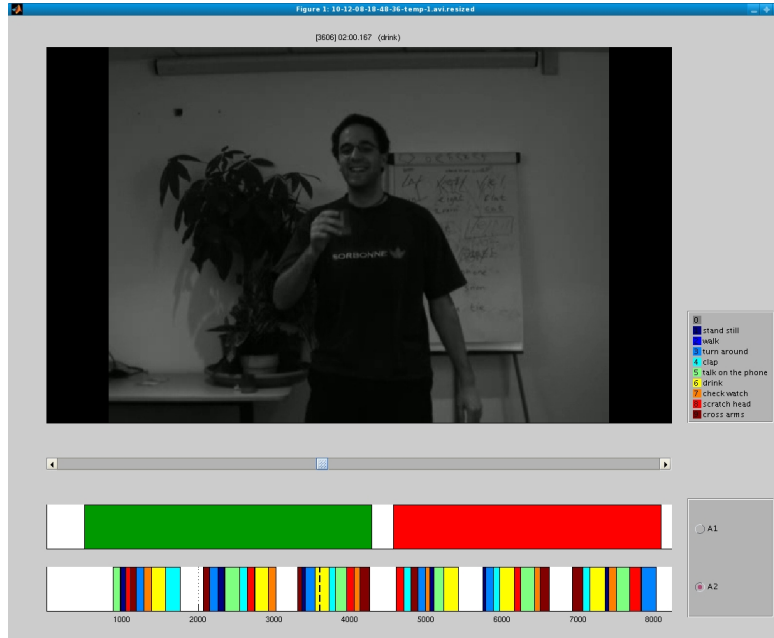 Figure 1: 10-12-08-18-48-36-temp-1.avi.resized
[3606] 02:00.167 (drink)
SORBONNE
0
stand still
walk
3 turn around
4 clap
5 talk on the phone
6 drink
7 check watch
scratch head
cross arms
A1
A2
1000 2000 3000 4000 5000 6000 7000 8000